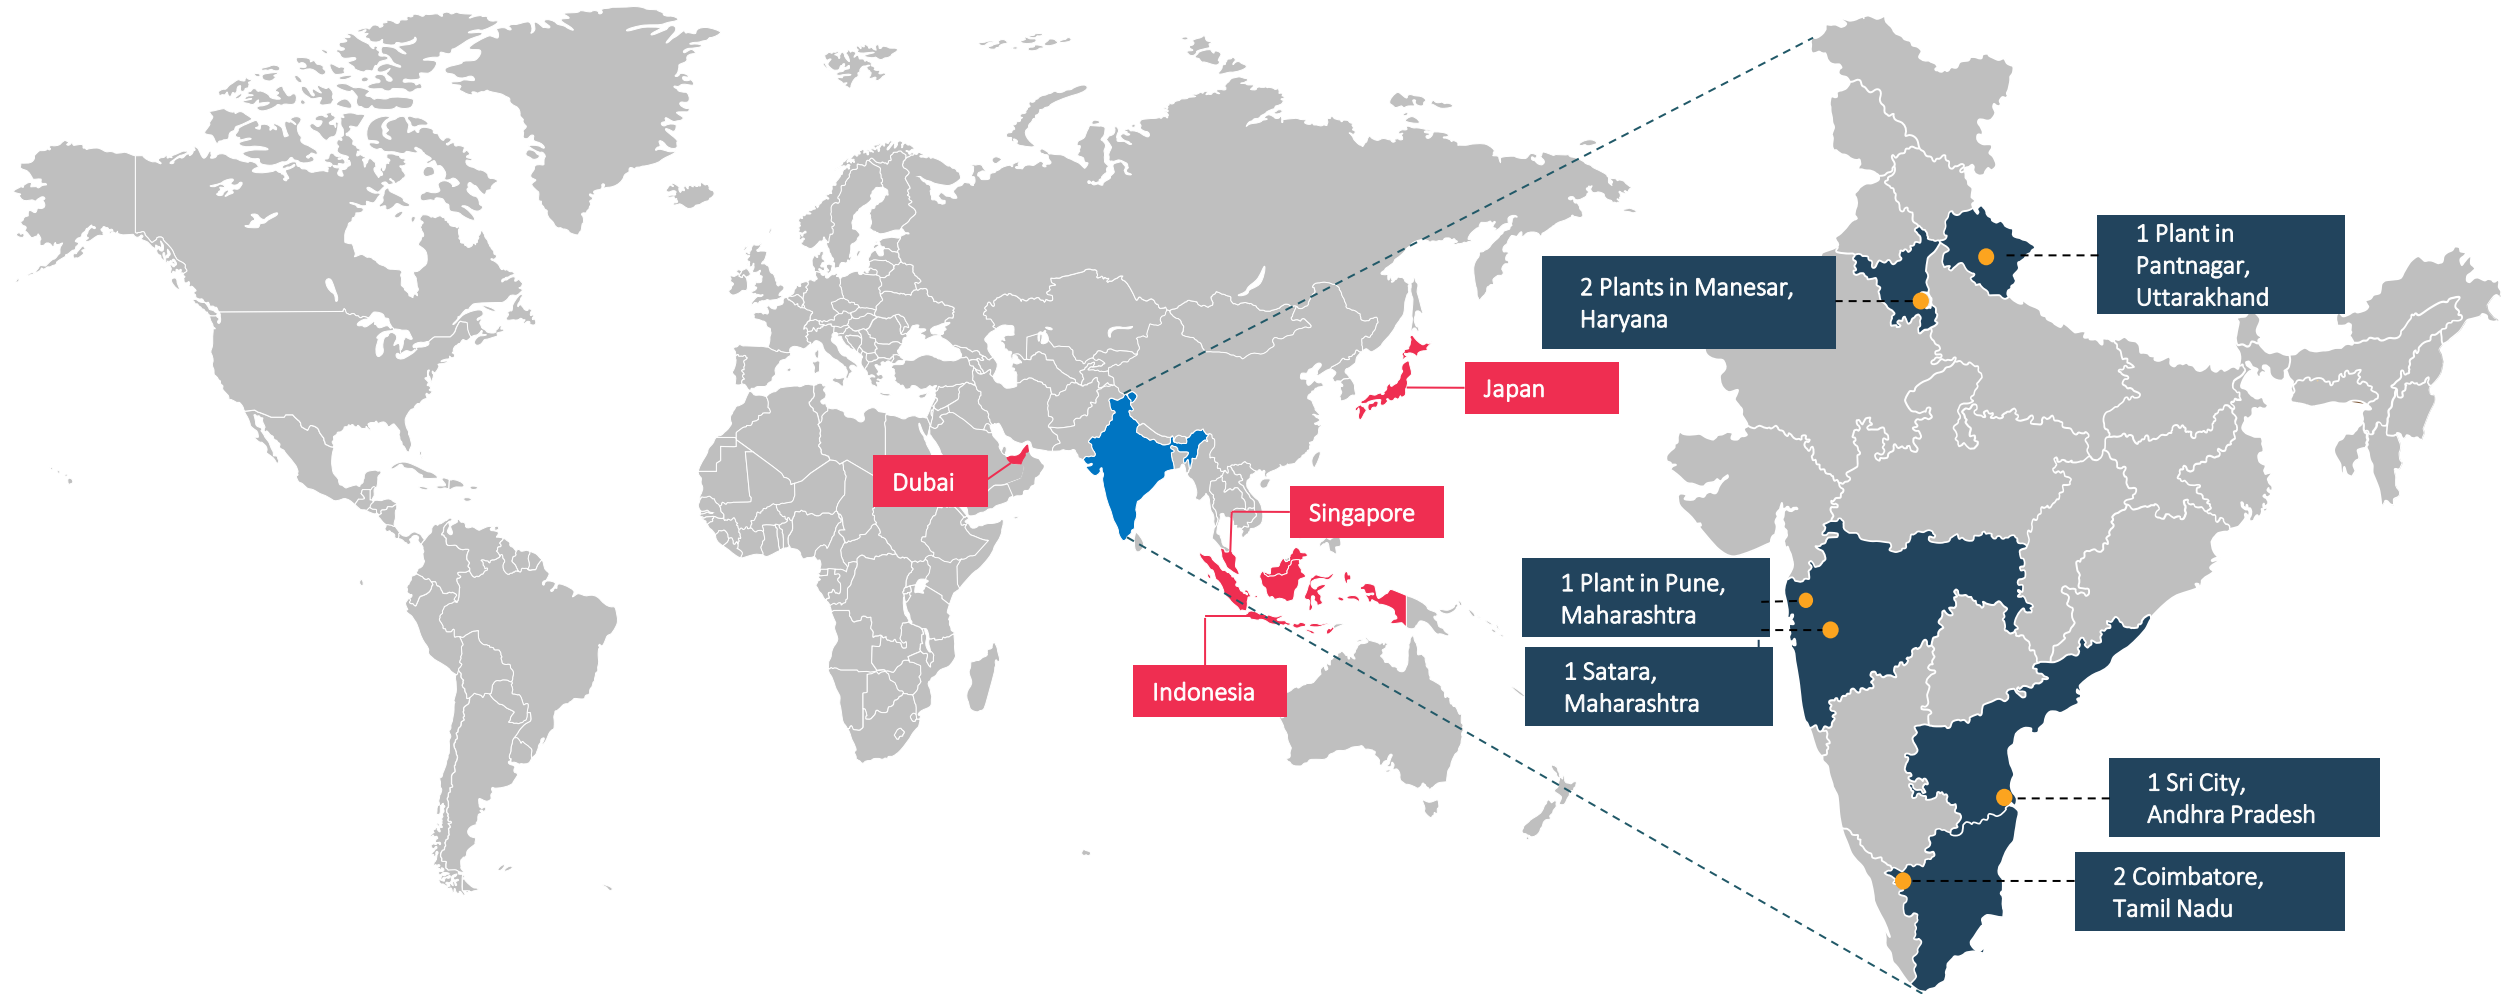 1 Plant in
Pantnagar,
Uttarakhand
2 Plants in Manesar,
Haryana
Japan
Dubai
Singapore
1 Plant in Pune,
Maharashtra
1 Satara,
Maharashtra
Indonesia
1 Sri City,
Andhra Pradesh
2 Coimbatore,
Tamil Nadu